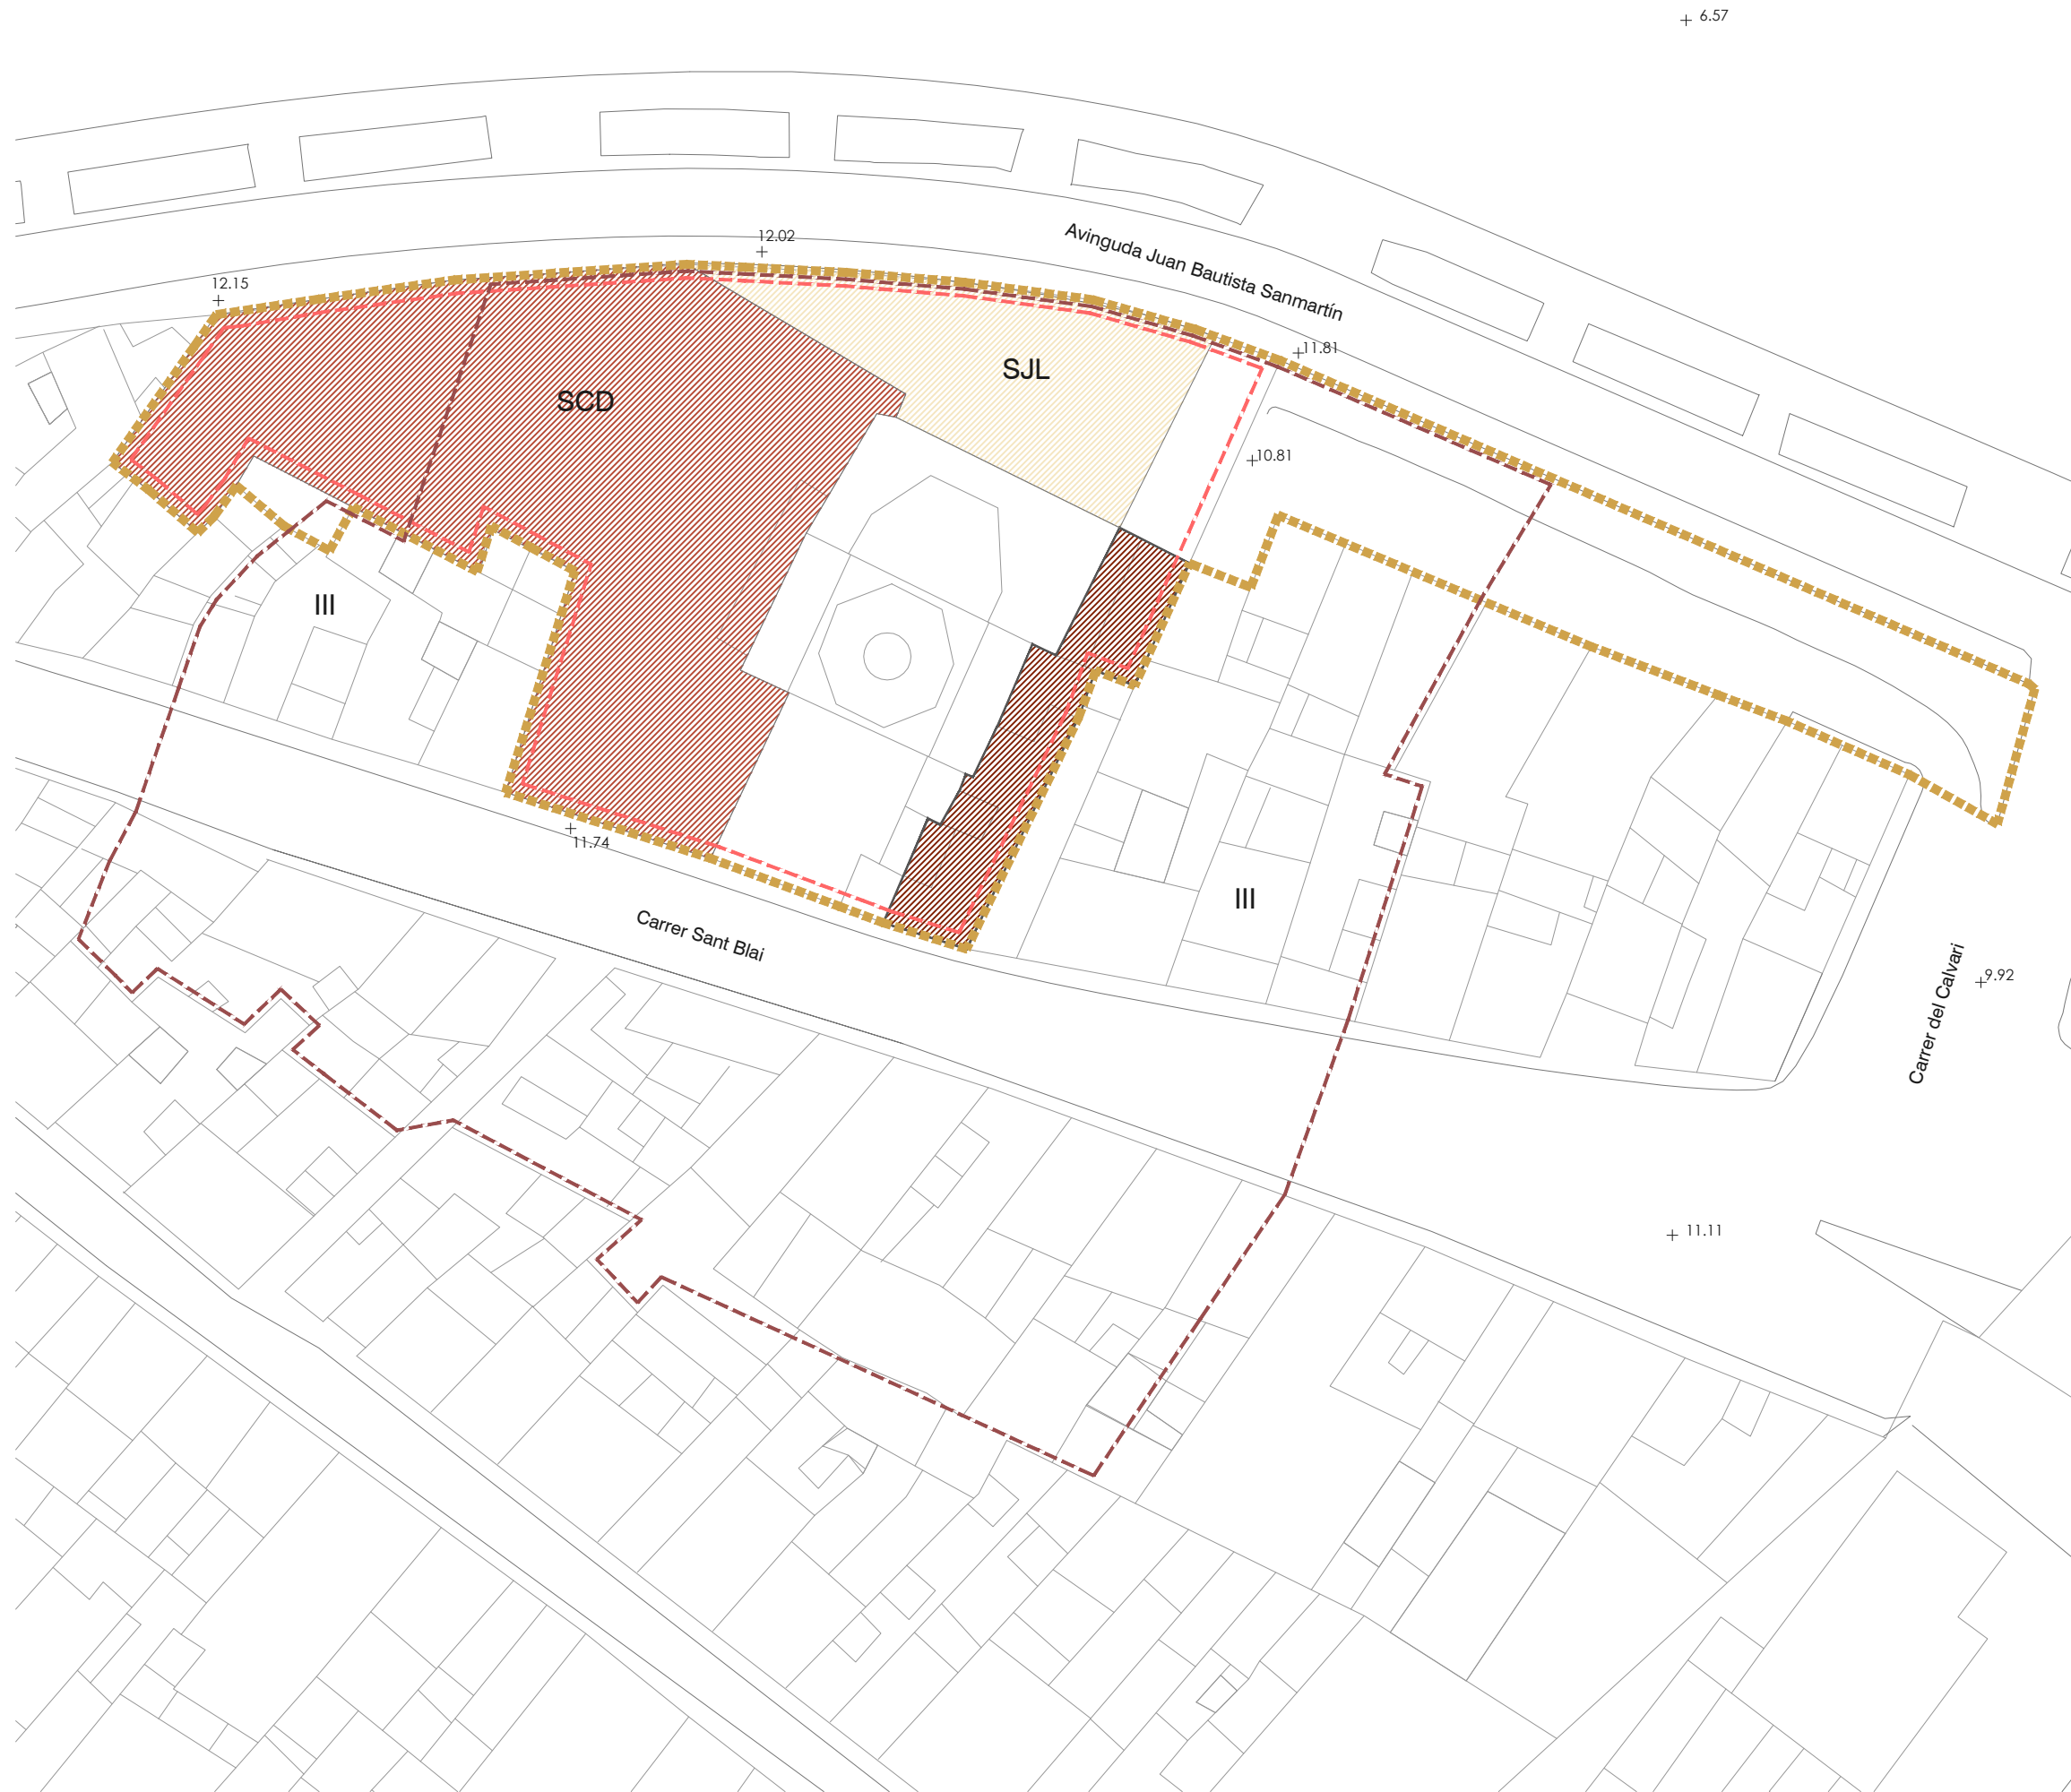 6.57
12.02
Avinguda Juan Bautista Sanmartín
12.15
11.81
SJL
SCD
10.81
III
11.74
III
Carrer Sant Blai
9.92
Carrer del Calvari
11.11